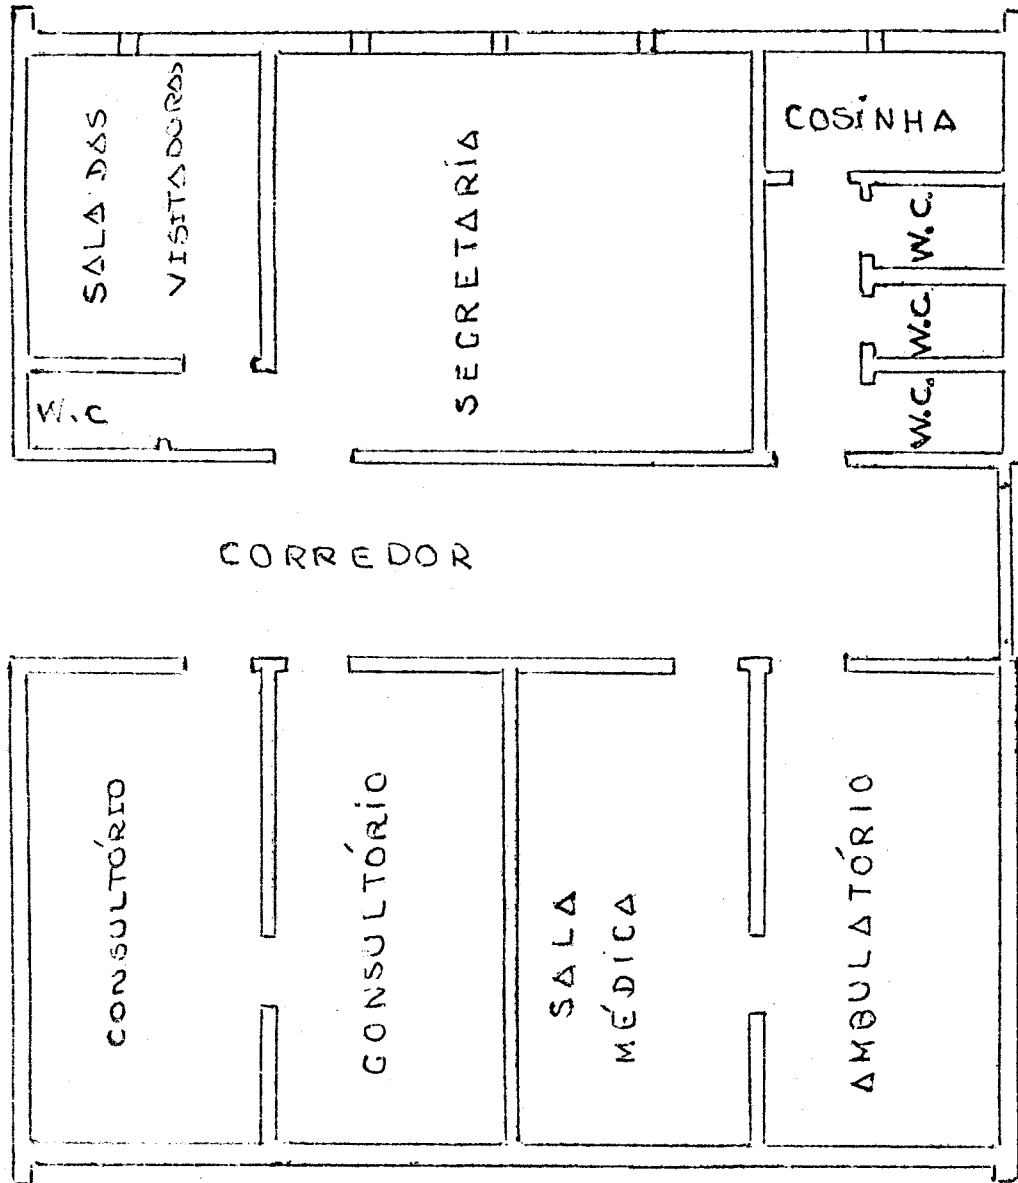 SALA DAS
VISITADORAS
SECRETARÍA
COSINHA
W.C.
W.C.
W.C.
W.C
CORREDOR
CONSULTÓRIO
CONSULTÓRIO
SALA
MÉDICA
AMBULATÓRIO